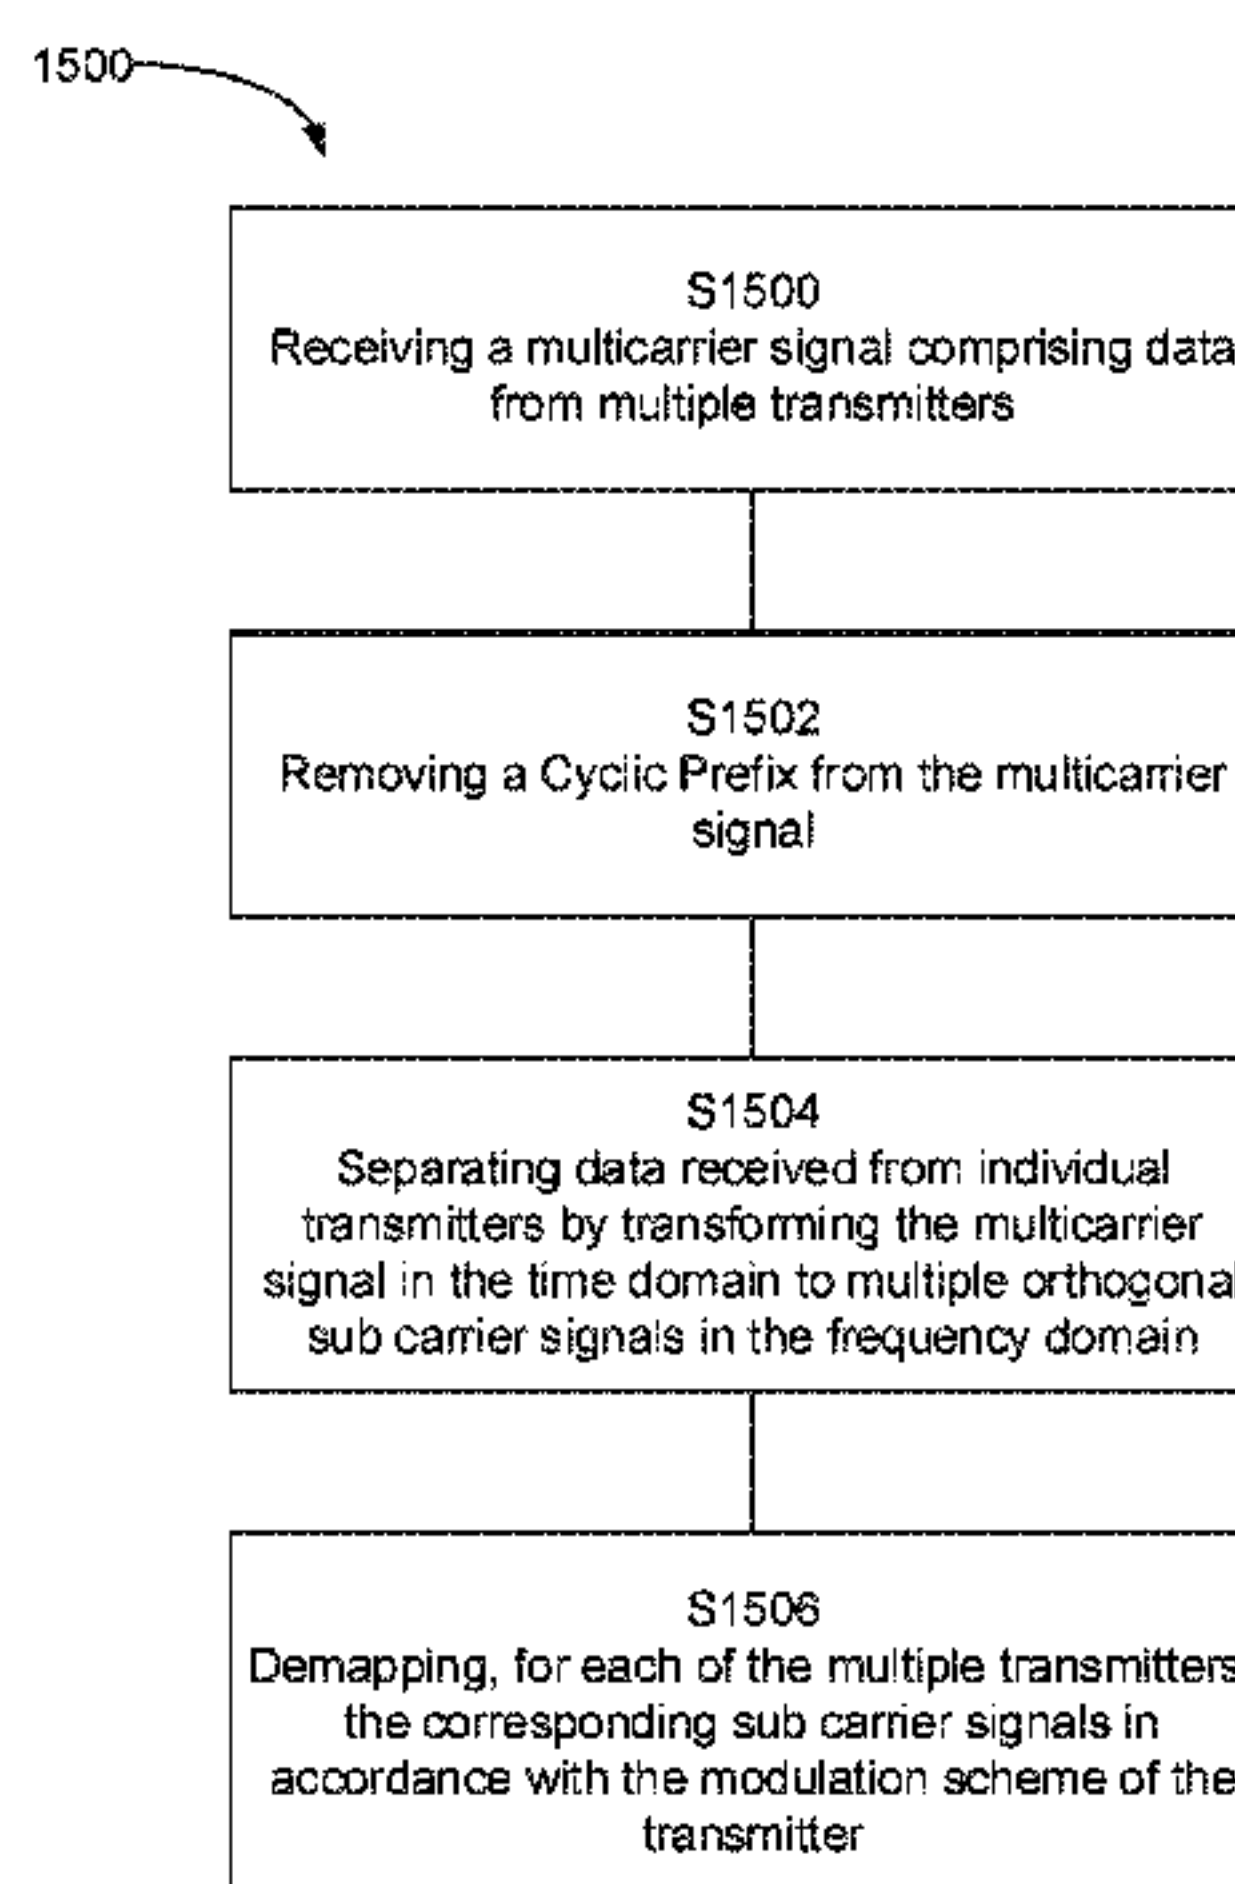 1500
S1500
Receiving a multicarrier signal comprising data
from multiple transmitters
S1502
Removing a Cyclic Prefix from the multicarrier
signal
S1504
Separating data received from individual
transmitters by transforming the multicarrier
signal in the time domain to multiple orthogonal
sub carrier signals in the frequency domain
S1506
Demapping, for each of the multiple transmitters
the corresponding sub carrier signals in
accordance with the modulation scheme of the
transmitter